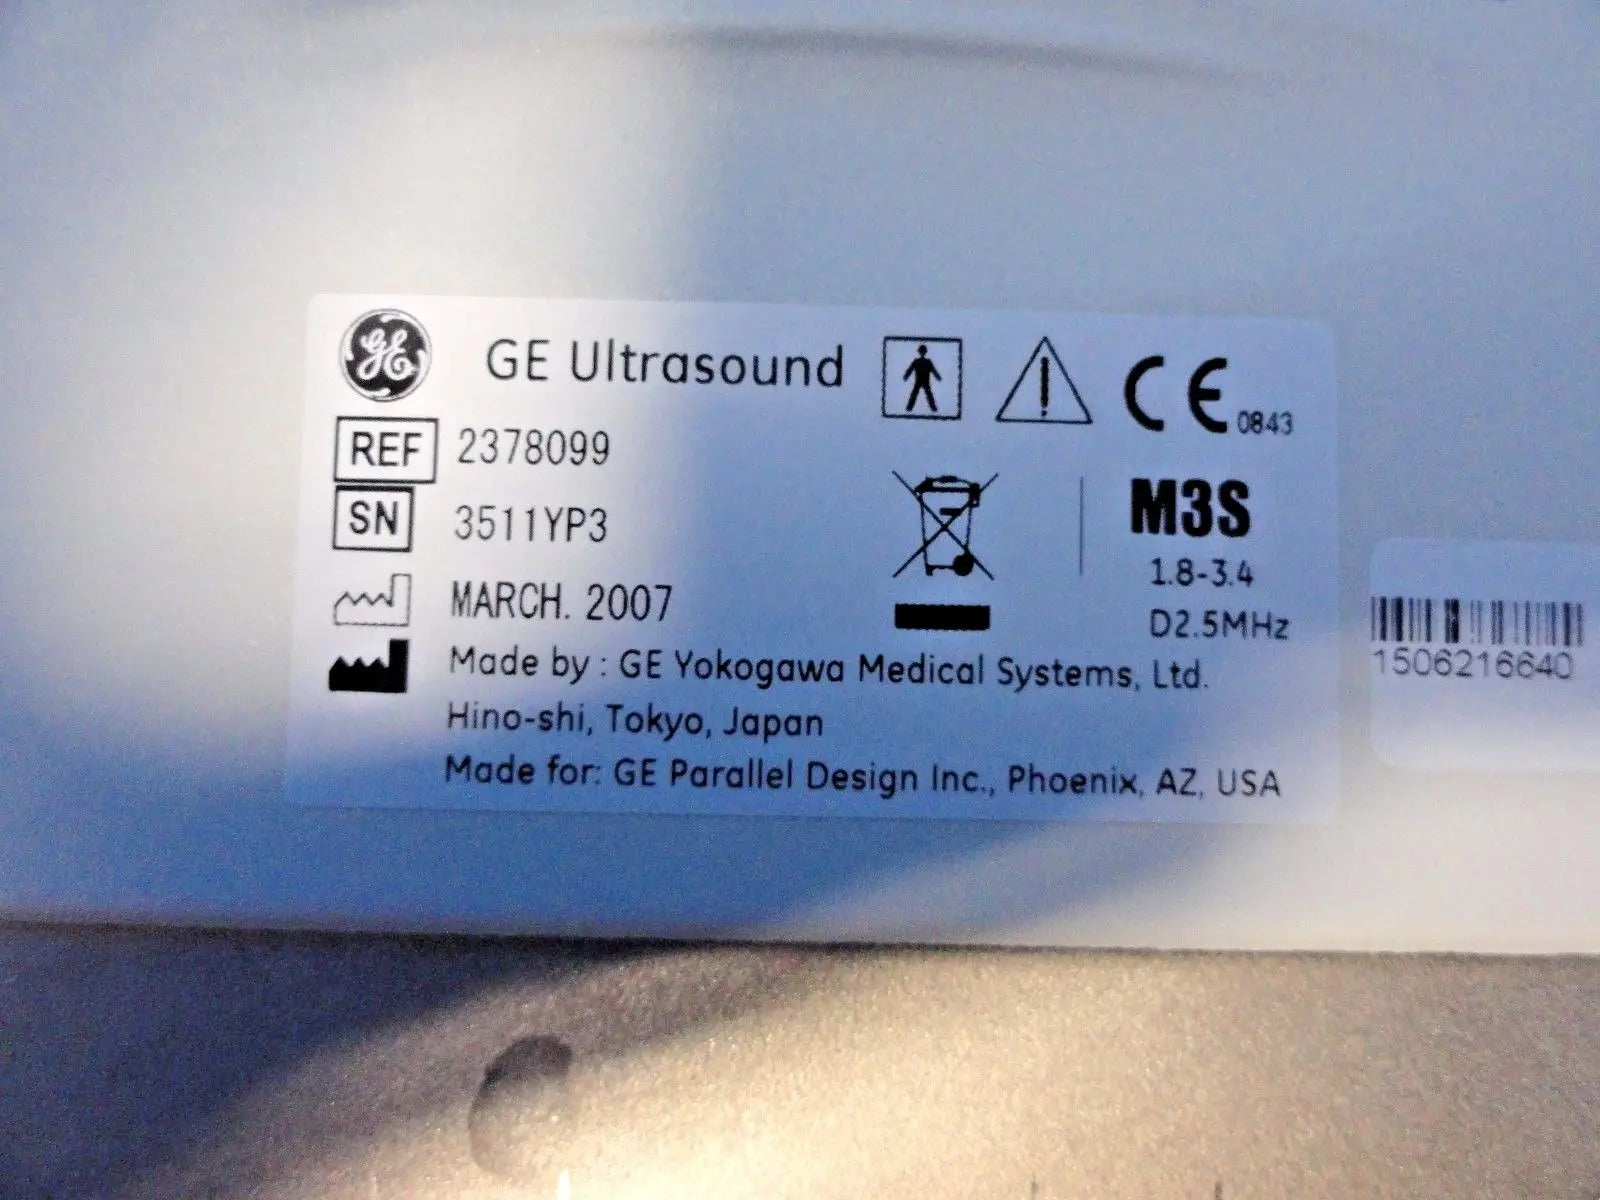 GE
GE Ultrasound
CE 0843
REF 2378099
SN 3511YP3
MARCH. 2007
M3S
1.8-3.4
D2.5MHz
Made by : GE Yokogawa Medical Systems, Ltd.
Hino-shi, Tokyo, Japan
Made for: GE Parallel Design Inc., Phoenix, AZ, USA
1506216640